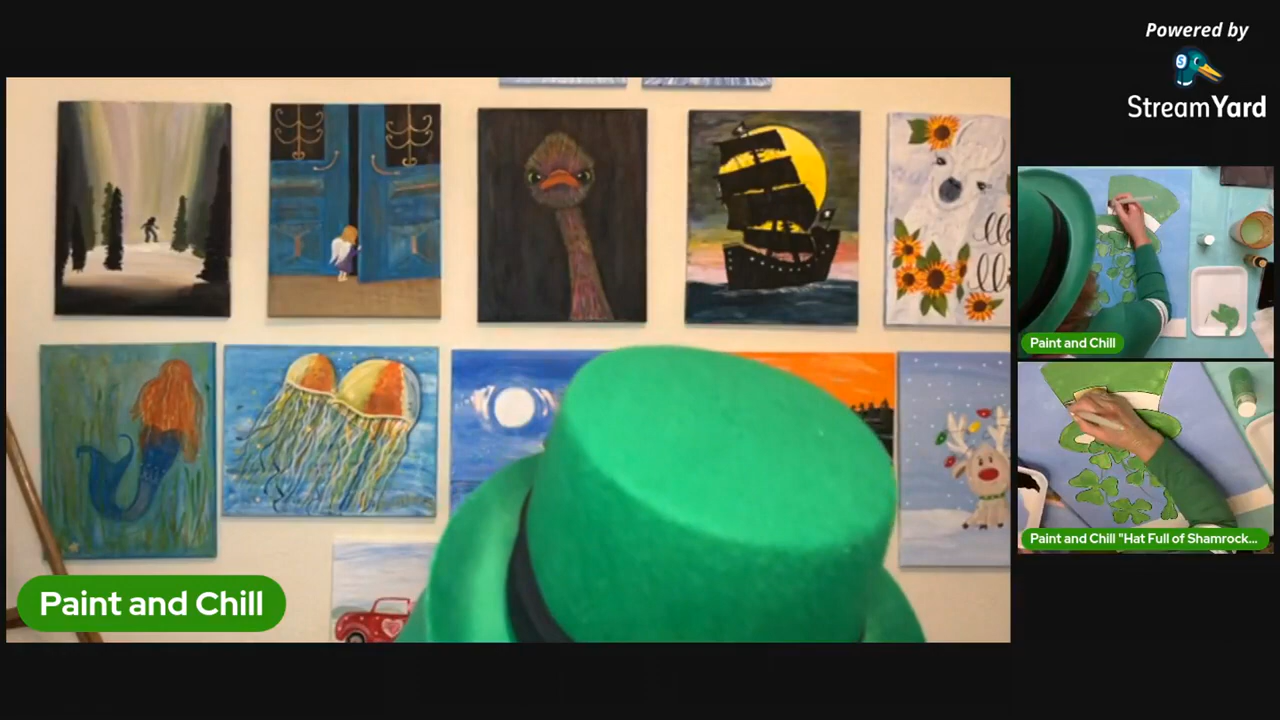 Powered by
StreamYard
Paint and Chill
Paint and Chill "Hat Full of Shamrock...
Paint and Chill